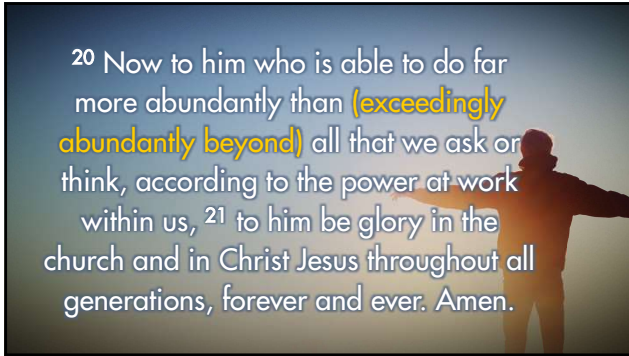 20 Now to him who is able to do far
more abundantly than (exceedingly
abundantly beyond) all that we ask or
think, according to the power at work
within us, 21 to him be glory in the
church and in Christ Jesus throughout all
generations, forever and ever. Amen.